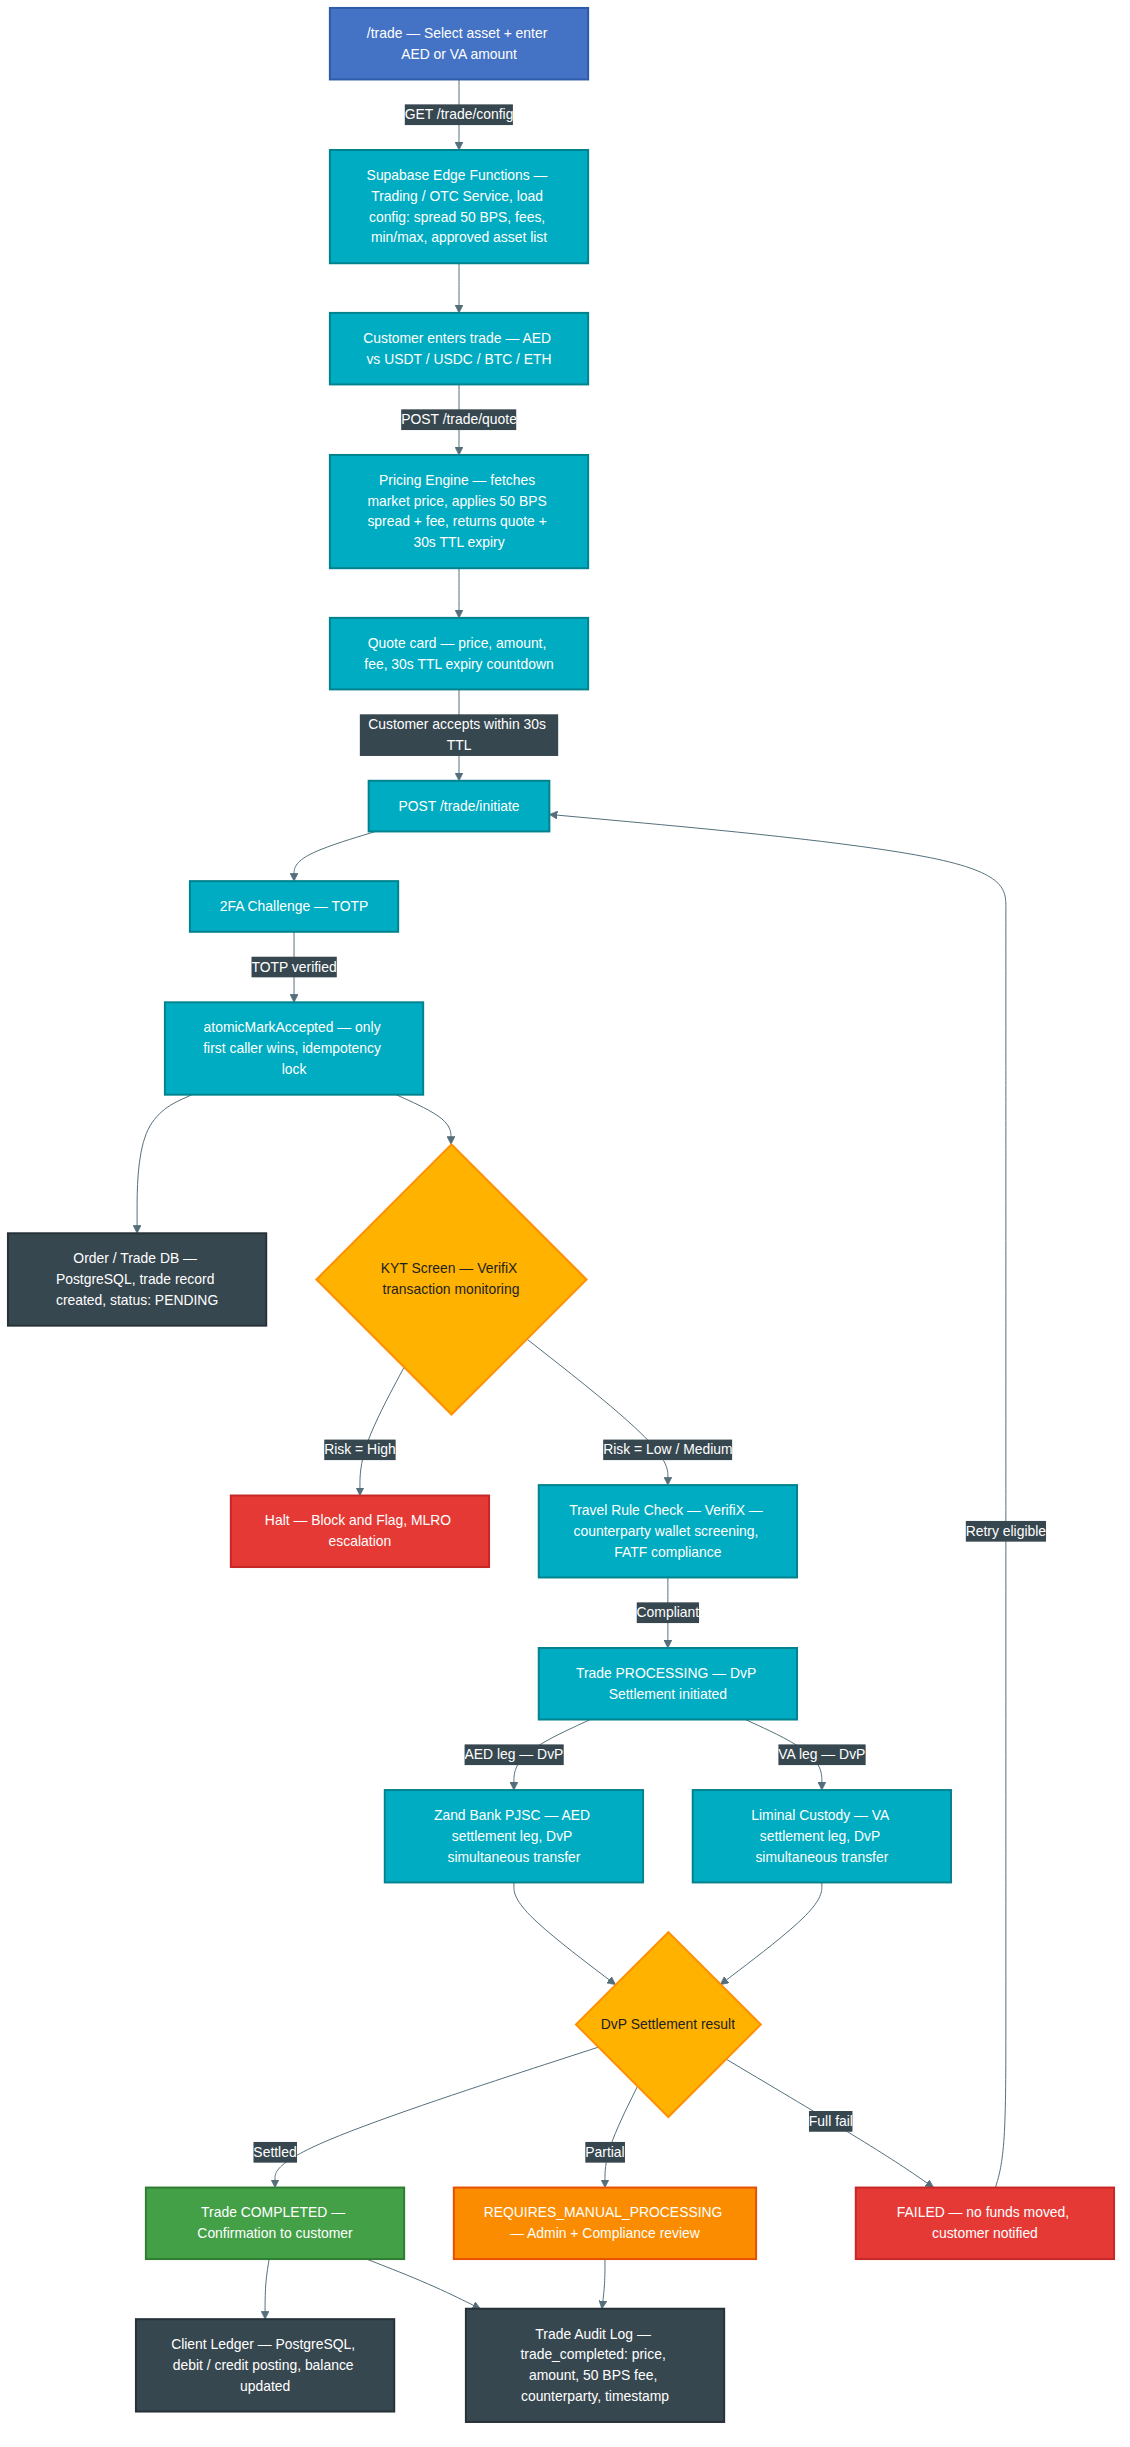 /trade — Select asset + enter
AED or VA amount
GET /trade/config
Supabase Edge Functions —
Trading / OTC Service, load
config: spread 50 BPS, fees,
min/max, approved asset list
Customer enters trade — AED
vs USDT / USDC / BTC / ETH
POST /trade/quote
Pricing Engine — fetches
market price, applies 50 BPS
spread + fee, returns quote +
30s TTL expiry
Quote card — price, amount,
fee, 30s TTL expiry countdown
Customer accepts within 30s
TTL
POST /trade/initiate
2FA Challenge — TOTP
TOTP verified
atomicMarkAccepted — only
first caller wins, idempotency
lock
Order / Trade DB —
PostgreSQL, trade record
created, status: PENDING
KYT Screen — VerifiX
transaction monitoring
Risk = High
Risk = Low / Medium
Halt — Block and Flag, MLRO
escalation
Travel Rule Check — VerifiX —
counterparty wallet screening,
FATF compliance
Retry eligible
Compliant
Trade PROCESSING — DvP
Settlement initiated
AED leg — DvP
VA leg — DvP
Zand Bank PJSC — AED
settlement leg, DvP
simultaneous transfer
Liminal Custody — VA
settlement leg, DvP
simultaneous transfer
DvP Settlement result
Settled
Partial
Full fail
Trade COMPLETED —
Confirmation to customer
REQUIRES_MANUAL_PROCESSING
— Admin + Compliance review
FAILED — no funds moved,
customer notified
Client Ledger — PostgreSQL,
debit / credit posting, balance
updated
Trade Audit Log —
trade_completed: price,
amount, 50 BPS fee,
counterparty, timestamp